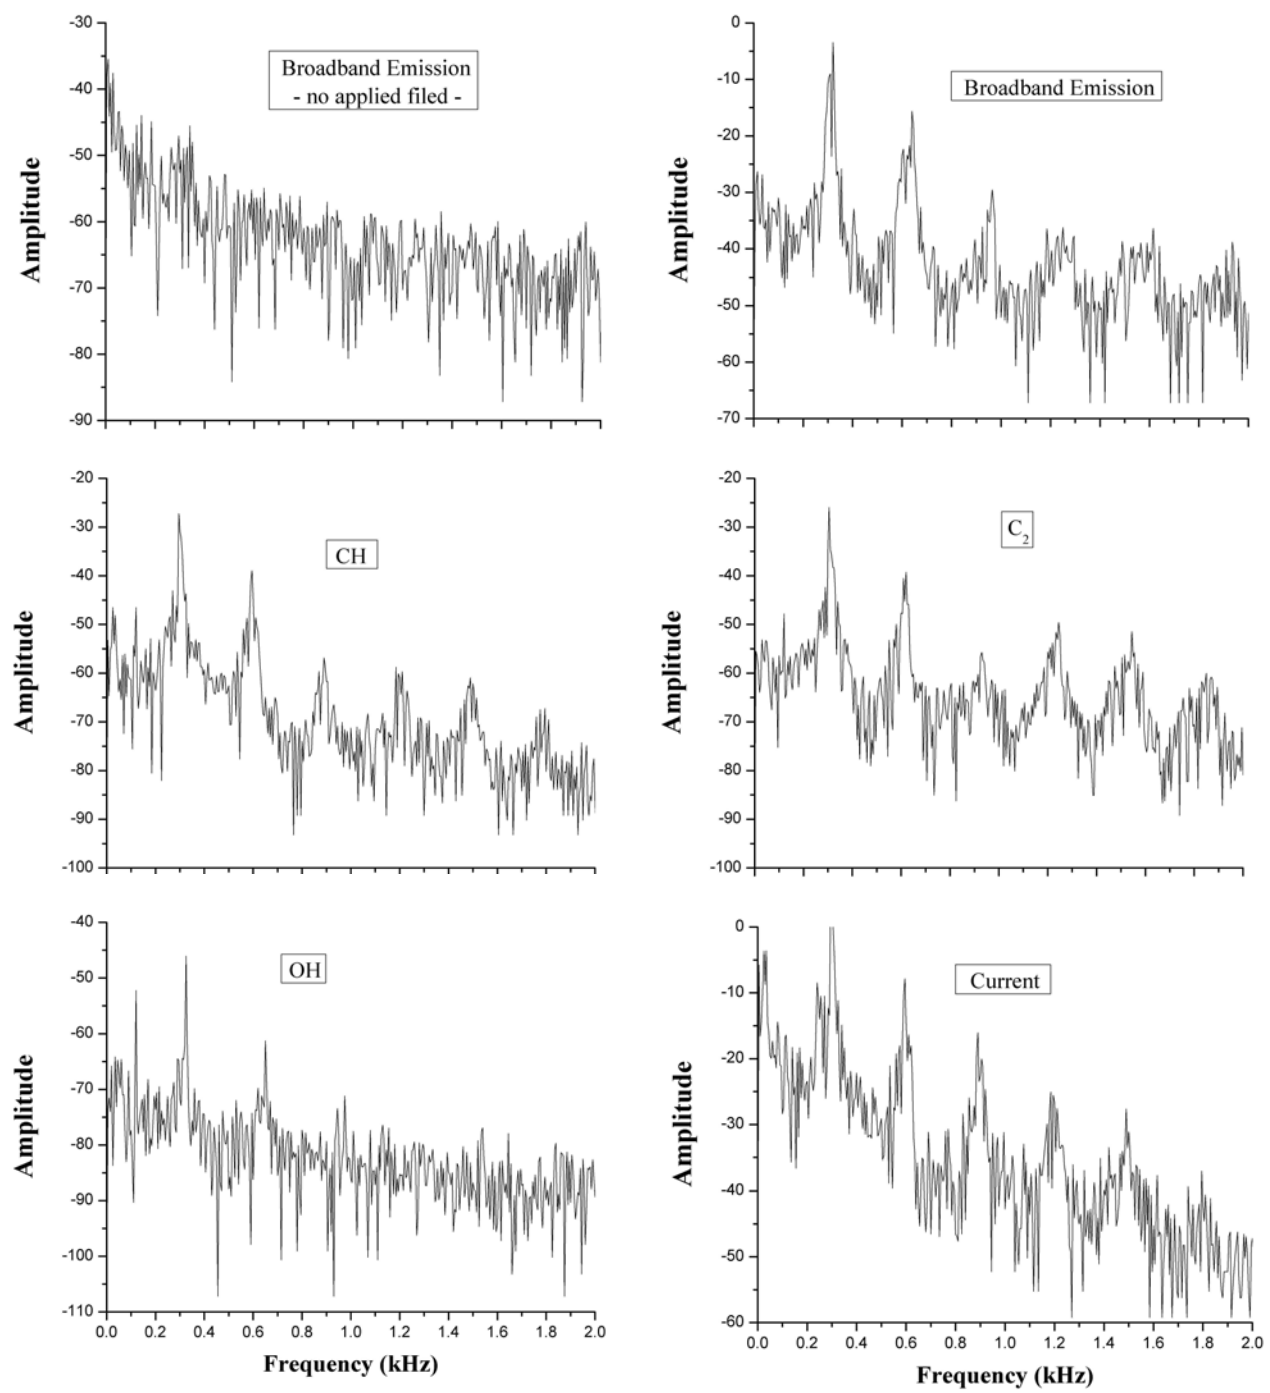 -30
-40
-50
-60
-70
-80
-90
Amplitude
Broadband Emission
- no applied filed -
0
-10
-20
-30
-40
-50
-60
-70
Amplitude
Broadband Emission
-20
-30
-40
-50
-60
-70
-80
-90
-100
Amplitude
CH
-20
-30
-40
-50
-60
-70
-80
-90
-100
Amplitude
C₂
-40
-50
-60
-70
-80
-90
-100
-110
Amplitude
OH
0.0 0.2 0.4 0.6 0.8 1.0 1.2 1.4 1.6 1.8 2.0
Frequency (kHz)
0
-10
-20
-30
-40
-50
-60
Amplitude
Current
0.0 0.2 0.4 0.6 0.8 1.0 1.2 1.4 1.6 1.8 2.0
Frequency (kHz)